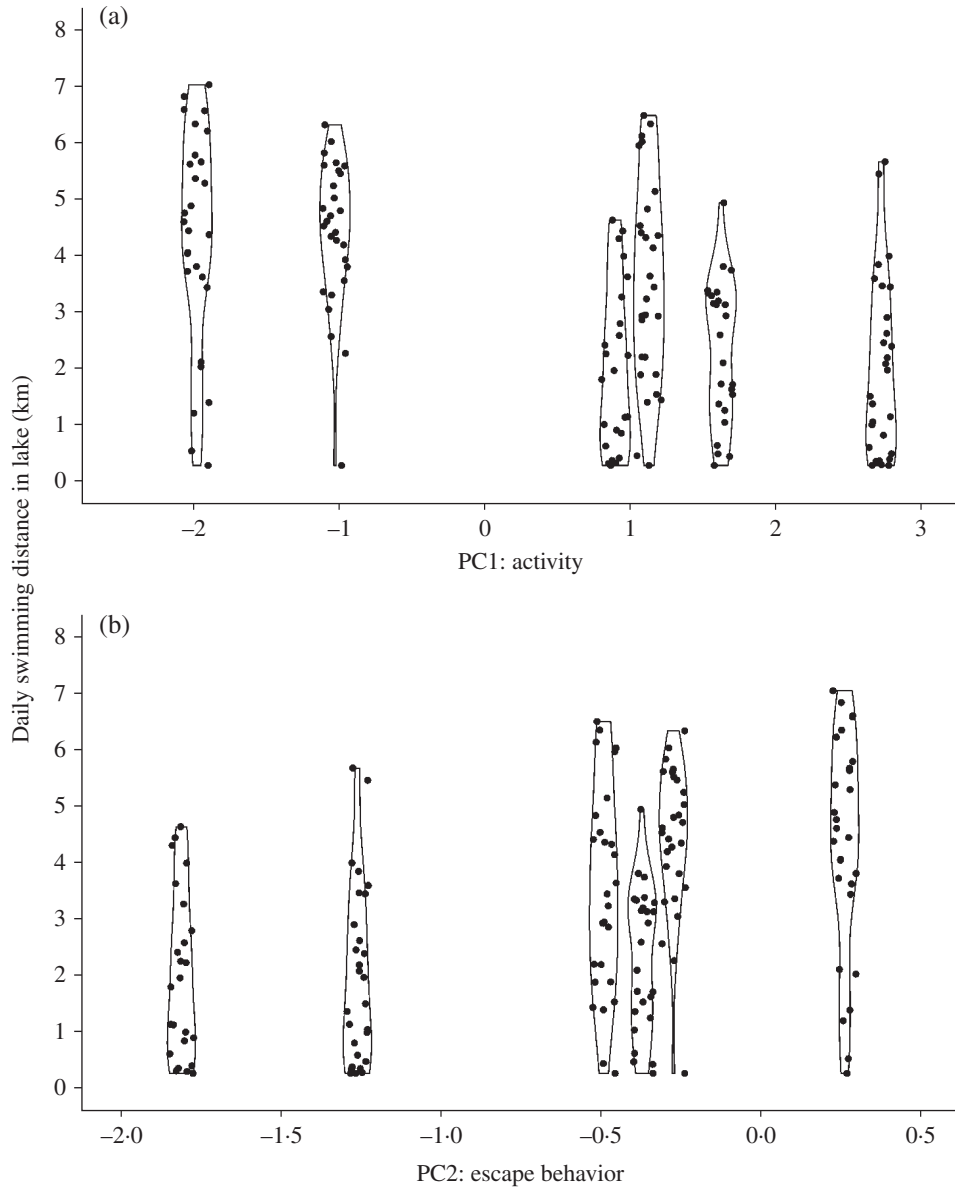 (a)
8
7
6
5
4
3
2
1
0
–2 –1 0 1 2 3
PC1: activity
Daily swimming distance in lake (km)
(b)
8
7
6
5
4
3
2
1
0
–2·0 –1·5 –1·0 –0·5 0·0 0·5
PC2: escape behavior